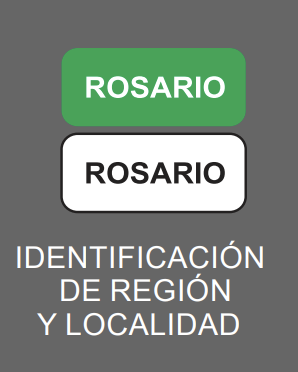 ROSARIO
ROSARIO
IDENTIFICACIÓN
DE REGIÓN
Y LOCALIDAD